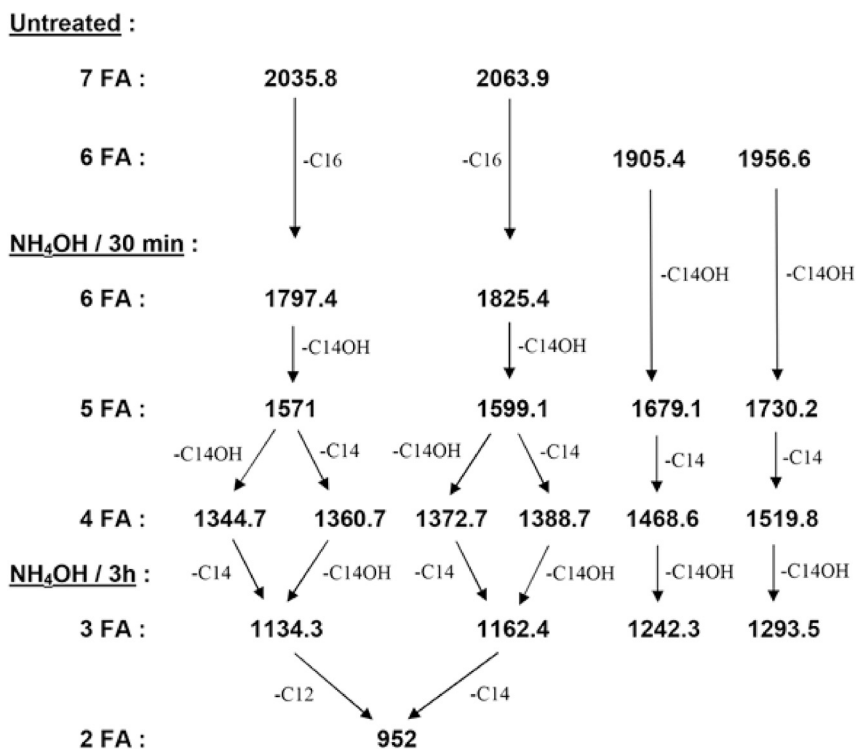 Untreated :
7 FA : 2035.8 2063.9
-C16 -C16
6 FA : 1905.4 1956.6
NH₄OH / 30 min :
-C14OH -C14OH
6 FA : 1797.4 1825.4
-C14OH -C14OH
5 FA : 1571 1599.1 1679.1 1730.2
-C14OH -C14 -C14OH -C14 -C14 -C14
4 FA : 1344.7 1360.7 1372.7 1388.7 1468.6 1519.8
NH₄OH / 3h : -C14 -C14OH -C14 -C14OH -C14OH -C14OH
3 FA : 1134.3 1162.4 1242.3 1293.5
-C12 -C14
2 FA : 952